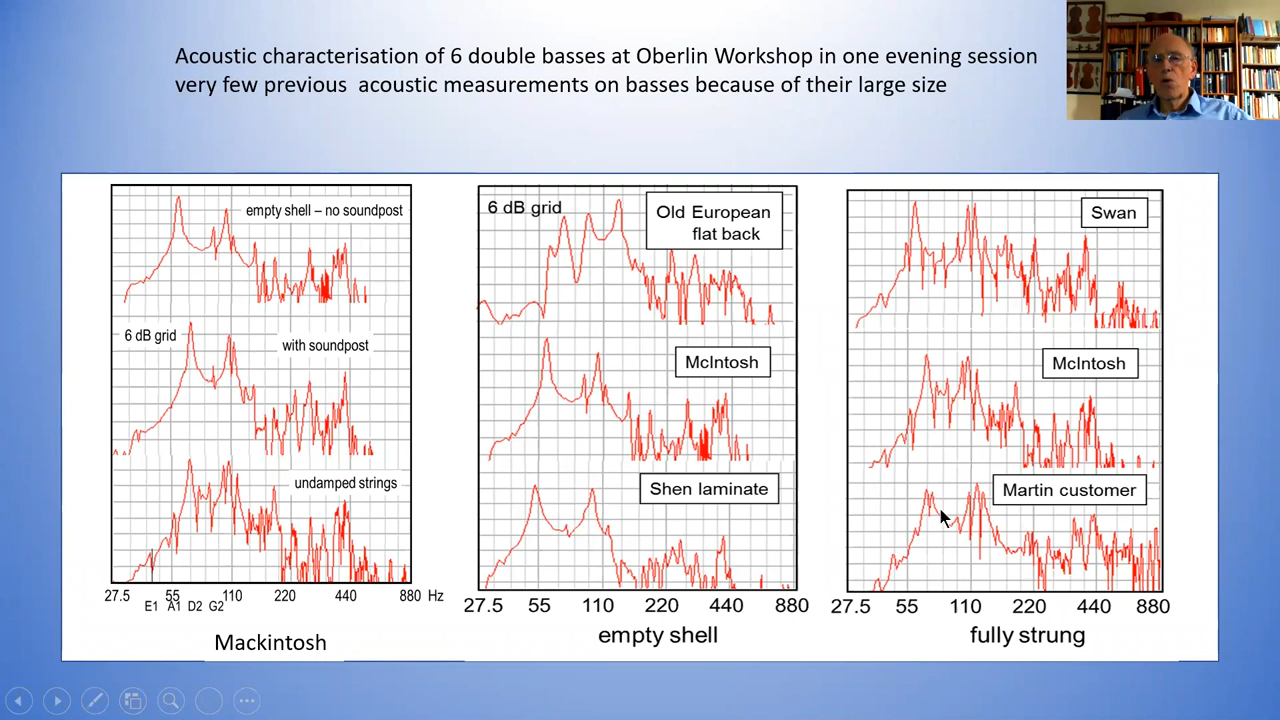 Acoustic characterisation of 6 double basses at Oberlin Workshop in one evening session
very few previous acoustic measurements on basses because of their large size
empty shell – no soundpost
6 dB grid
with soundpost
undamped strings
27.5 55 110 220 440 880 Hz
E1 A1 D2 G2
Mackintosh
6 dB grid
Old European
flat back
McIntosh
Shen laminate
27.5 55 110 220 440 880
empty shell
Swan
McIntosh
Martin customer
27.5 55 110 220 440 880
fully strung